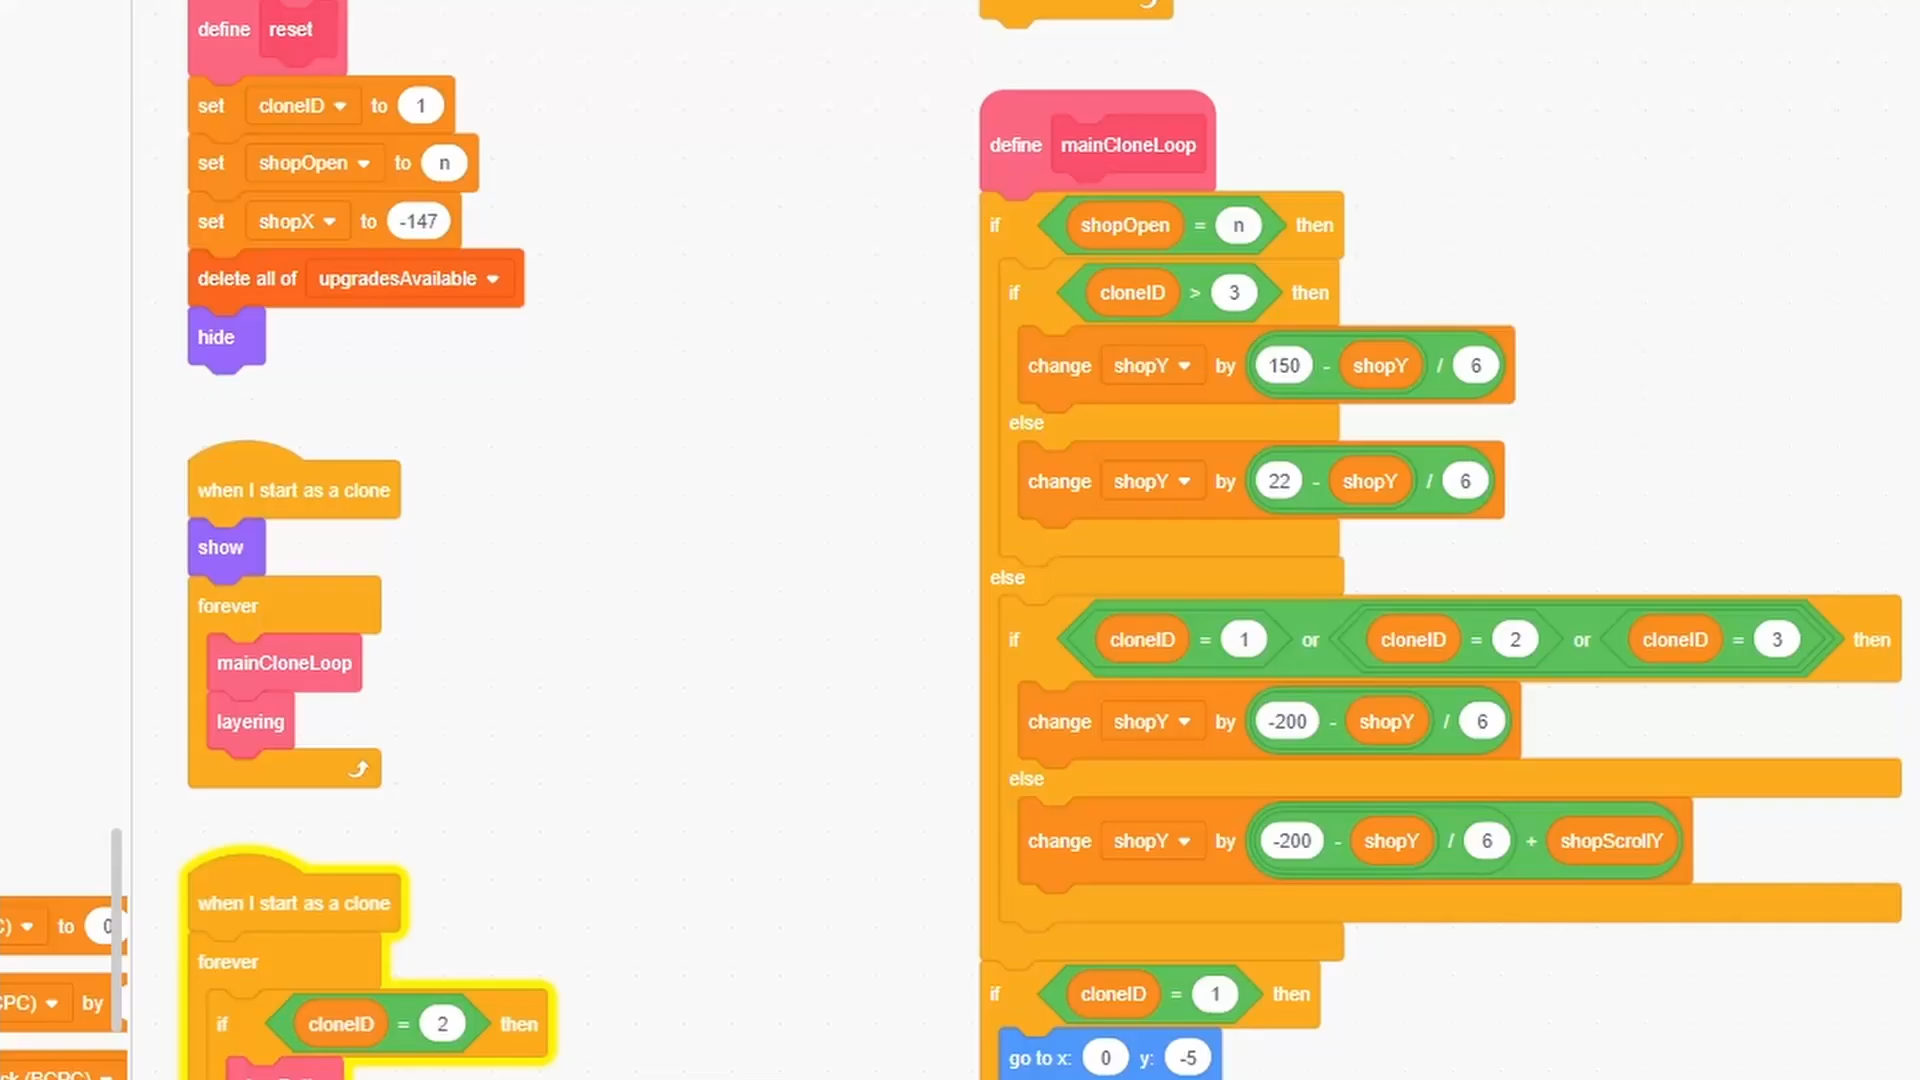 define reset
set cloneID to 1
set shopOpen to n
set shopX to -147
delete all of upgradesAvailable
hide
when I start as a clone
show
forever
mainCloneLoop
layering
when I start as a clone
forever
if cloneID = 2 then
to 0
CPC) by
define mainCloneLoop
if shopOpen = n then
if cloneID > 3 then
change shopY by 150 - shopY / 6
else
change shopY by 22 - shopY / 6
else
if cloneID = 1 or cloneID = 2 or cloneID = 3 then
change shopY by -200 - shopY / 6
else
change shopY by -200 - shopY / 6 + shopScrollY
if cloneID = 1 then
go to x: 0 y: -5